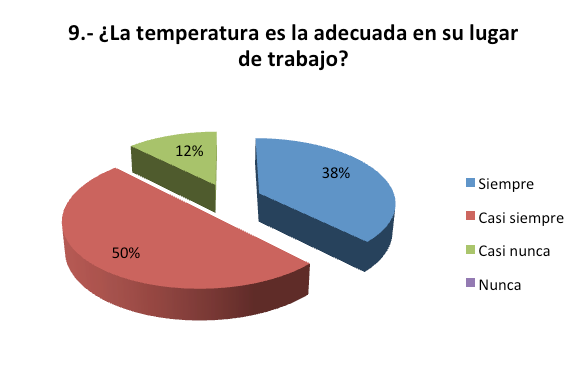 9.- ¿La temperatura es la adecuada en su lugar
de trabajo?
12%
38%
50%
Siempre
Casi siempre
Casi nunca
Nunca